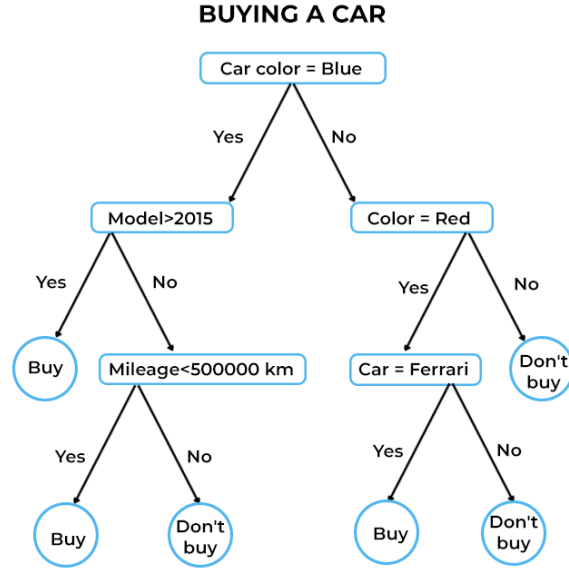 BUYING A CAR
Car color = Blue
Yes
No
Model>2015
Color = Red
Yes
No
Yes
No
Buy
Mileage<500000 km
Car = Ferrari
Don't
buy
Yes
No
Yes
No
Buy
Don't
buy
Buy
Don't
buy